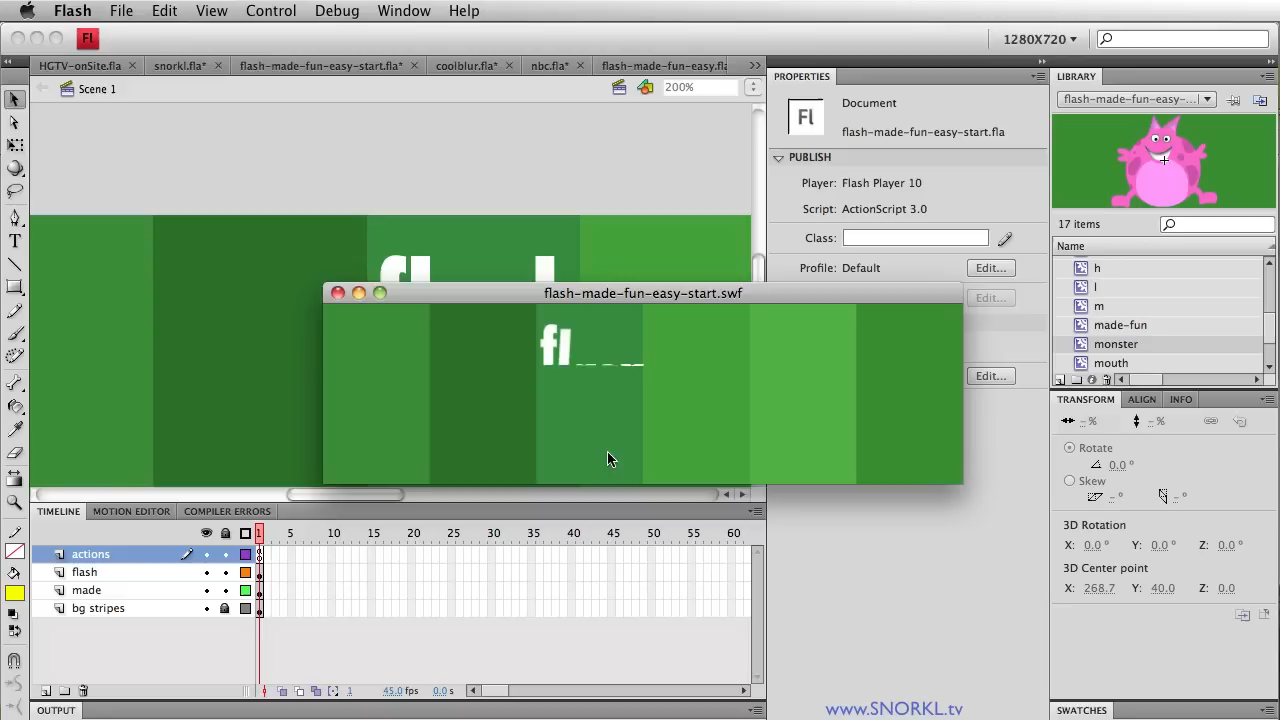 Flash File Edit View Control Debug Window Help
Fl 1280X720
HGTV-onSite.fla snorkl.fla* flash-made-fun-easy-start.fla* coolblur.fla* nbc.fla* flash-made-fun-easy.fla
Scene 1 200%
fl l
flash-made-fun-easy-start.swf
fl
PROPERTIES
Fl Document
flash-made-fun-easy-start.fla
PUBLISH
Player: Flash Player 10
Script: ActionScript 3.0
Class:
Profile: Default Edit...
Edit...
Edit...
LIBRARY
flash-made-fun-easy-...
17 items
Name
h
l
m
made-fun
monster
mouth
TRANSFORM ALIGN INFO
% %
Rotate
0.0 °
Skew
° °
3D Rotation
X: 0.0 ° Y: 0.0 ° Z: 0.0 °
3D Center point
X: 268.7 Y: 40.0 Z: 0.0
TIMELINE MOTION EDITOR COMPILER ERRORS
1 5 10 15 20 25 30 35 40 45 50 55 60
actions
flash
made
bg stripes
1 45.0 fps 0.0 s
OUTPUT
www.SNORKL.tv
SWATCHES